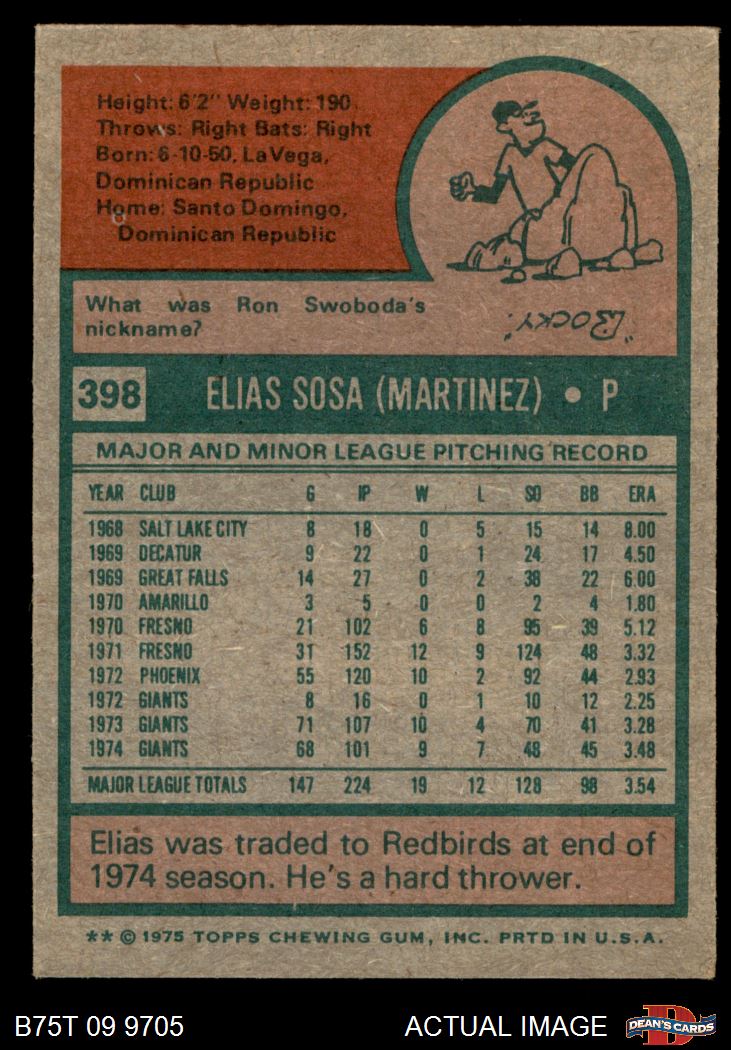 Height: 6'2" Weight: 190
Throws: Right Bats: Right
Born: 6-10-50, La Vega,
Dominican Republic
Home: Santo Domingo,
Dominican Republic
What was Ron Swoboda's
nickname?
"Rocky."
398 ELIAS SOSA (MARTINEZ) • P
MAJOR AND MINOR LEAGUE PITCHING RECORD
YEAR CLUB G IP W L SO BB ERA
1968 SALT LAKE CITY 8 18 0 5 15 14 8.00
1969 DECATUR 9 22 0 1 24 17 4.50
1969 GREAT FALLS 14 27 0 2 38 22 6.00
1970 AMARILLO 3 5 0 0 2 4 1.80
1970 FRESNO 21 102 6 8 95 39 5.12
1971 FRESNO 31 152 12 9 124 48 3.32
1972 PHOENIX 55 120 10 2 92 44 2.93
1972 GIANTS 8 16 0 1 10 12 2.25
1973 GIANTS 71 107 10 4 70 41 3.28
1974 GIANTS 68 101 9 7 48 45 3.48
MAJOR LEAGUE TOTALS 147 224 19 12 128 98 3.54
Elias was traded to Redbirds at end of
1974 season. He's a hard thrower.
** © 1975 TOPPS CHEWING GUM, INC. PRTD IN U.S.A.
B75T 09 9705 ACTUAL IMAGE DEAN'S CARDS